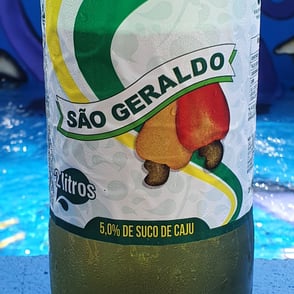 SÃO GERALDO
2 litros
5,0% DE SUCO DE CAJU